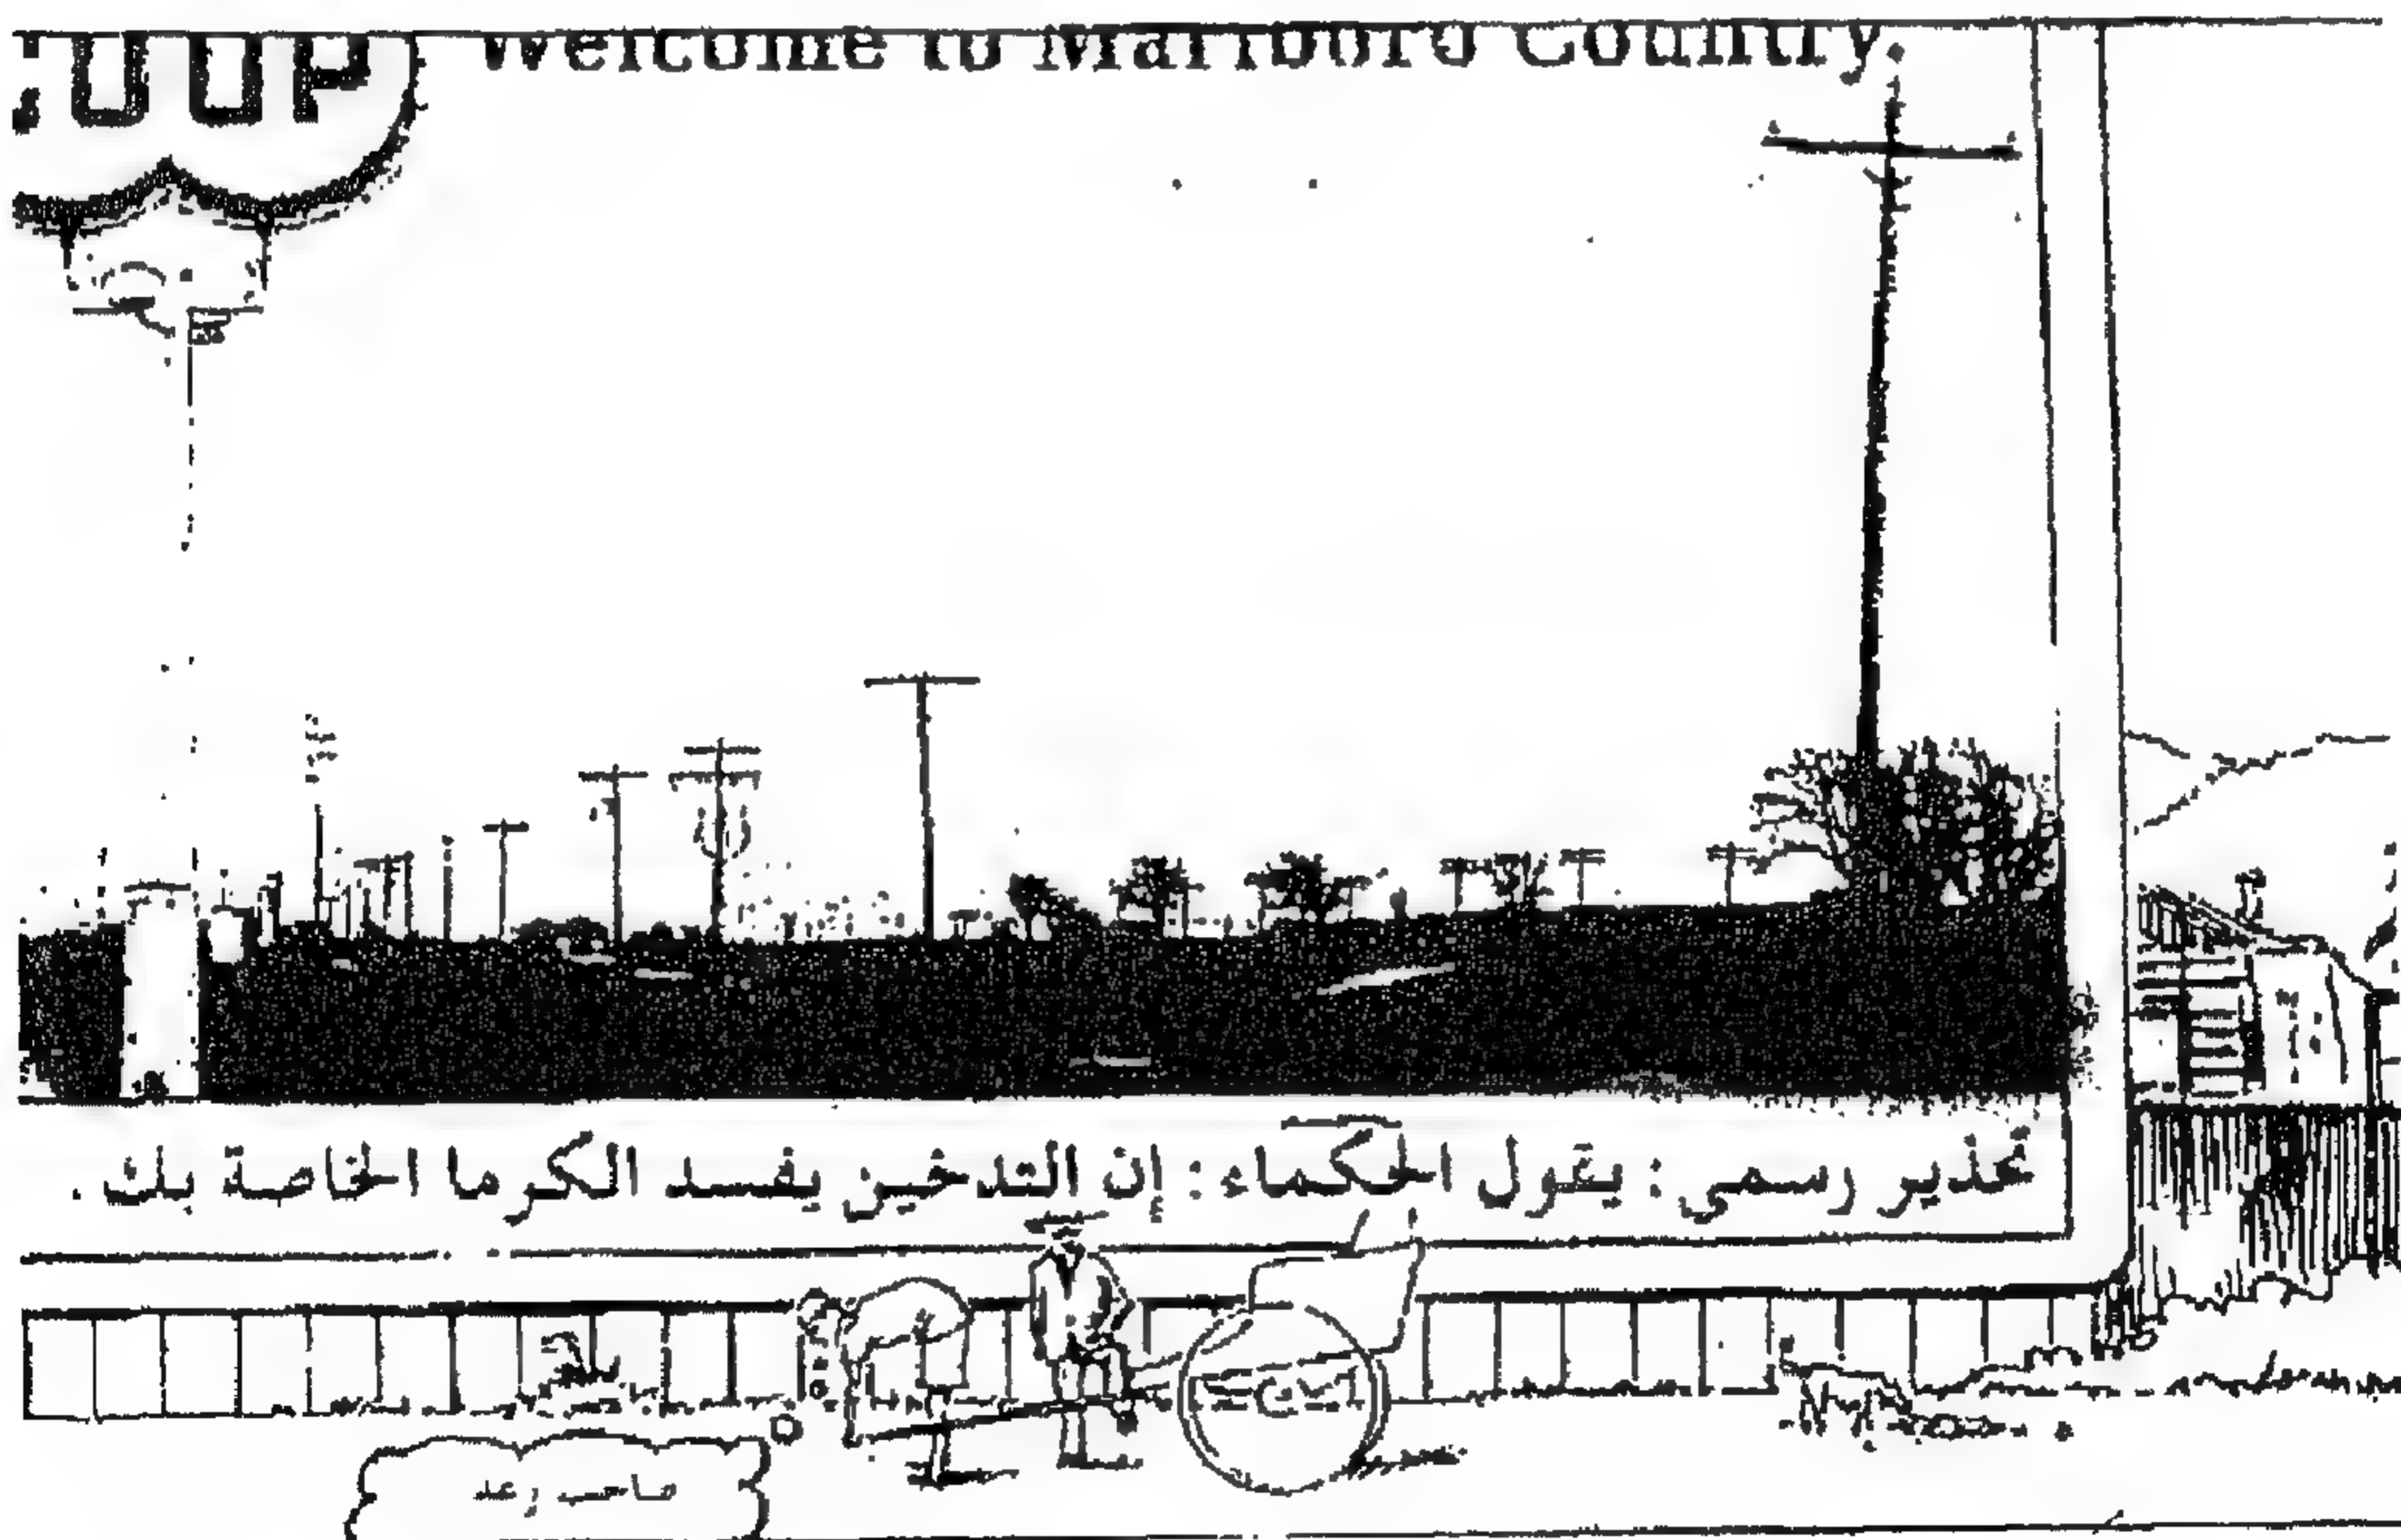 Welcome to Marlboro Country.
تحذير رسمي : يقول الحكماء : إن التدخين يفسد الكرما الخاصة بك .